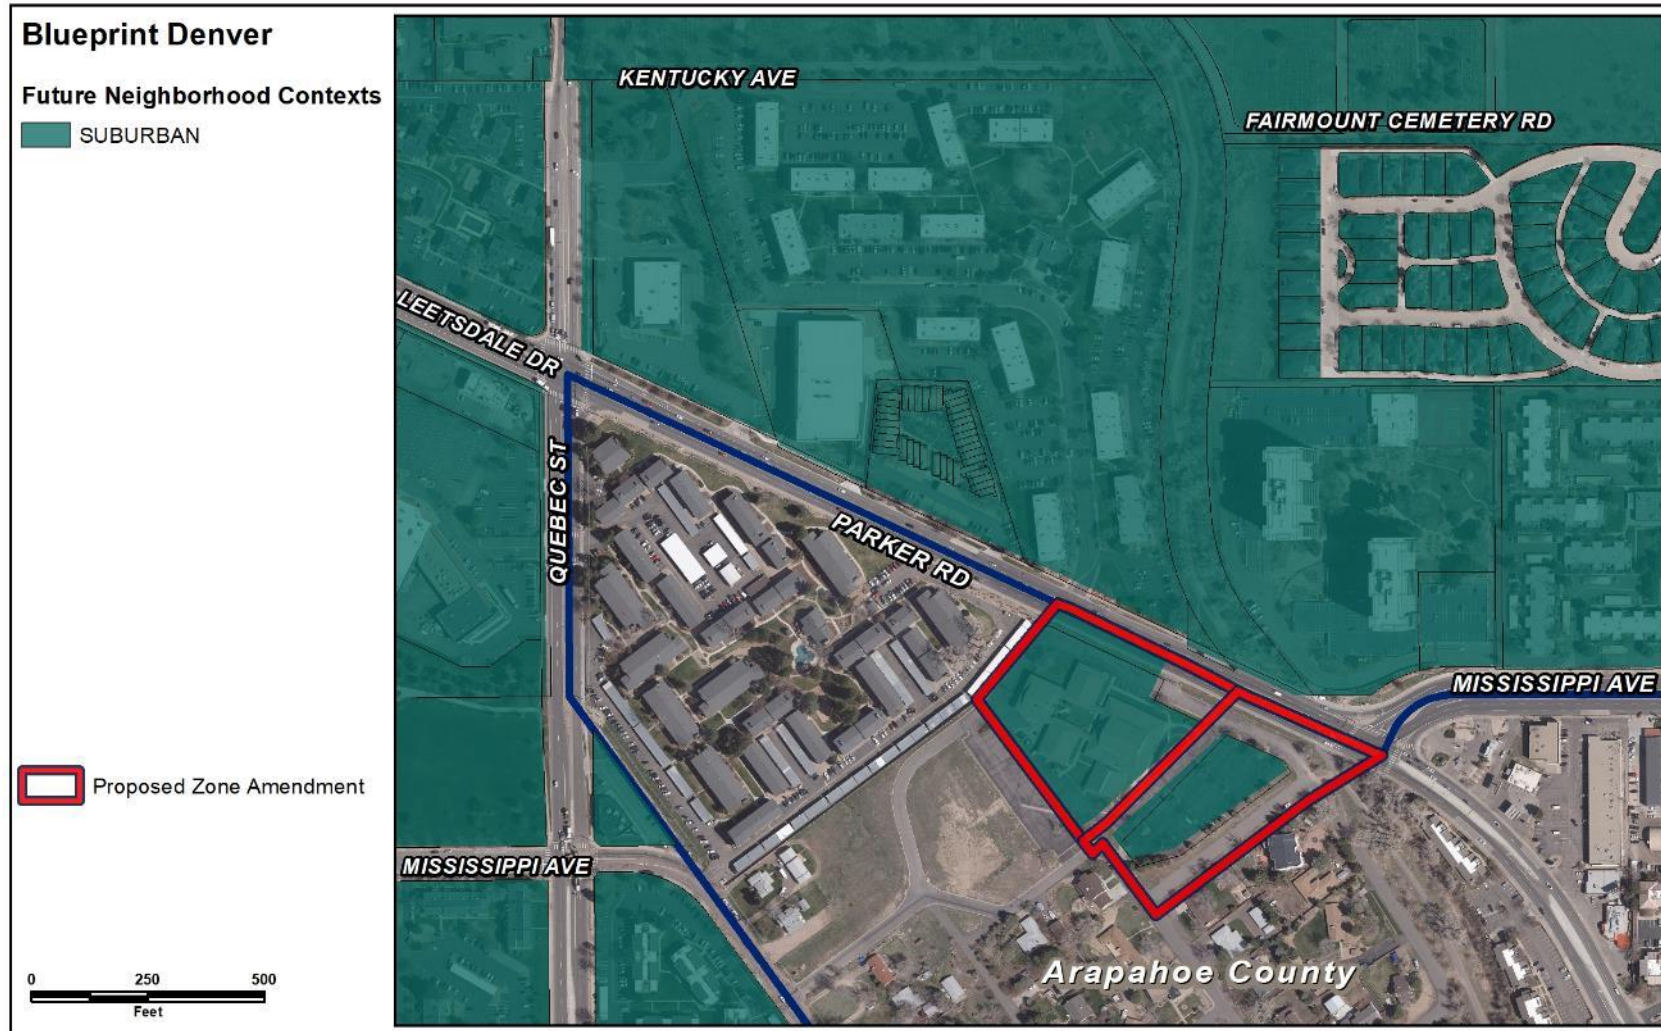 Blueprint Denver
Future Neighborhood Contexts
SUBURBAN
Proposed Zone Amendment
0 250 500
Feet
KENTUCKY AVE
FAIRMOUNT CEMETERY RD
LEETSDALE DR
QUEBEC ST
PARKER RD
MISSISSIPPI AVE
MISSISSIPPI AVE
Arapahoe County